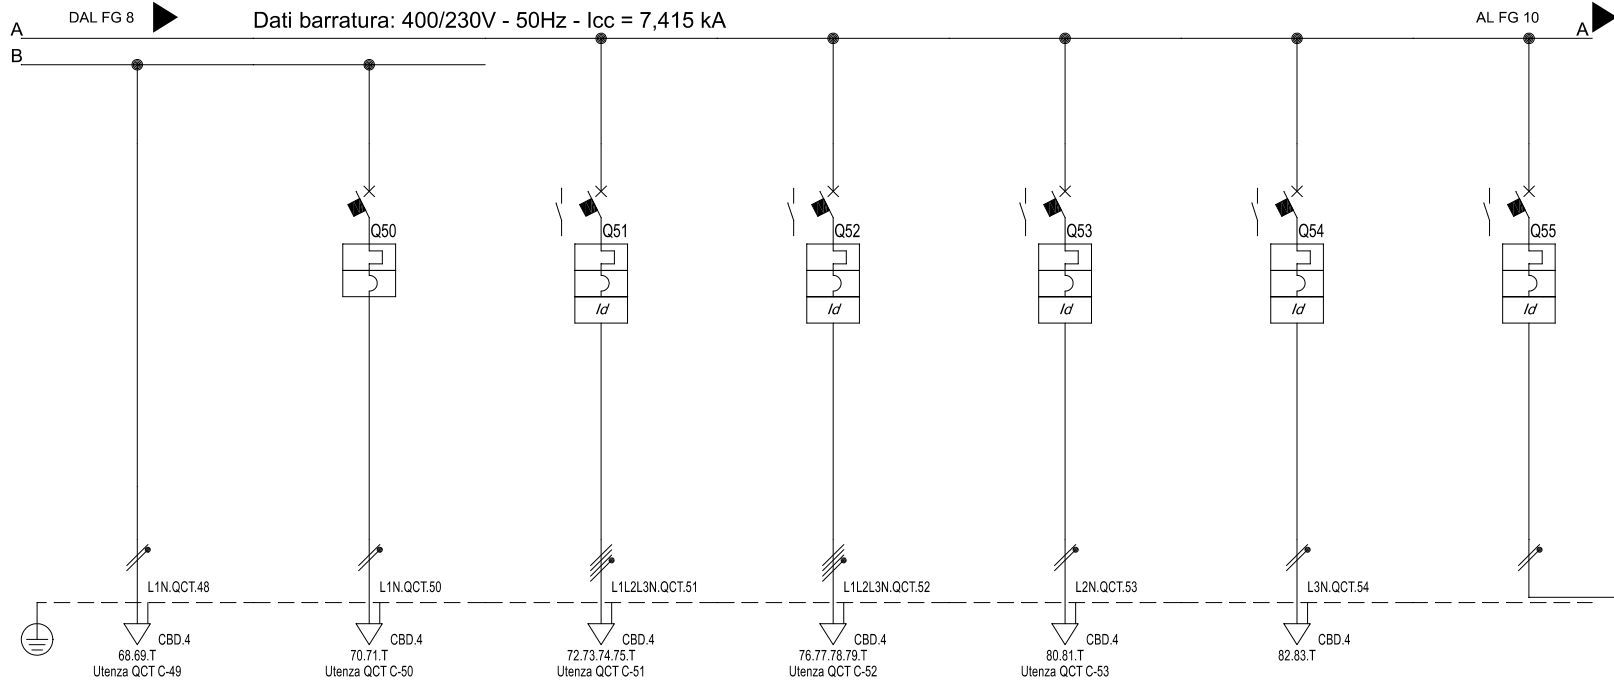 DAL FG 8
Dati barratura: 400/230V - 50Hz - Icc = 7,415 kA
AL FG 10
A
A
B
Q50
Q51
Q52
Q53
Q54
Q55
Id
Id
Id
Id
Id
L1N.QCT.48
L1N.QCT.50
L1L2L3N.QCT.51
L1L2L3N.QCT.52
L2N.QCT.53
L3N.QCT.54
CBD.4
68.69.T
Utenza QCT C-49
CBD.4
70.71.T
Utenza QCT C-50
CBD.4
72.73.74.75.T
Utenza QCT C-51
CBD.4
76.77.78.79.T
Utenza QCT C-52
CBD.4
80.81.T
Utenza QCT C-53
CBD.4
82.83.T